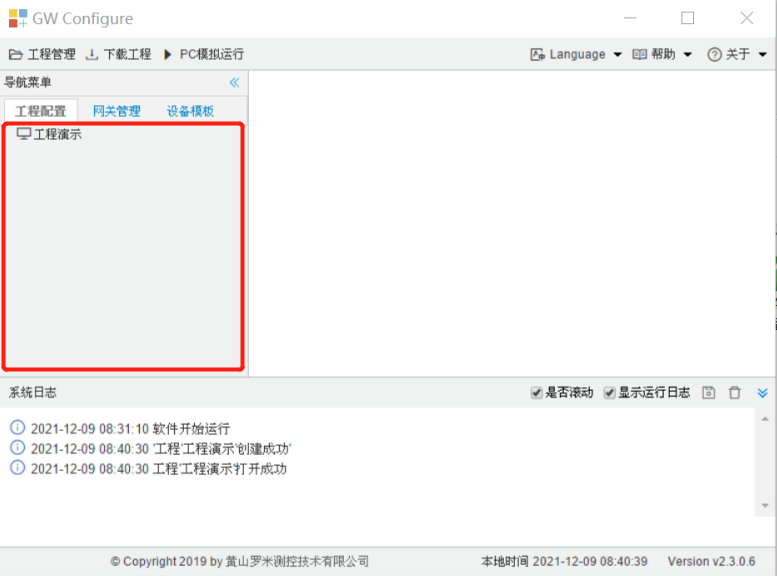 GW Configure
工程管理 下载工程 PC模拟运行 Language 帮助 关于
导航菜单
工程配置 网关管理 设备模板
工程演示
系统日志 是否滚动 显示运行日志
2021-12-09 08:31:10 软件开始运行
2021-12-09 08:40:30 '工程'工程演示'创建成功'
2021-12-09 08:40:30 工程'工程演示'打开成功
© Copyright 2019 by 黄山罗米测控技术有限公司 本地时间 2021-12-09 08:40:39 Version v2.3.0.6